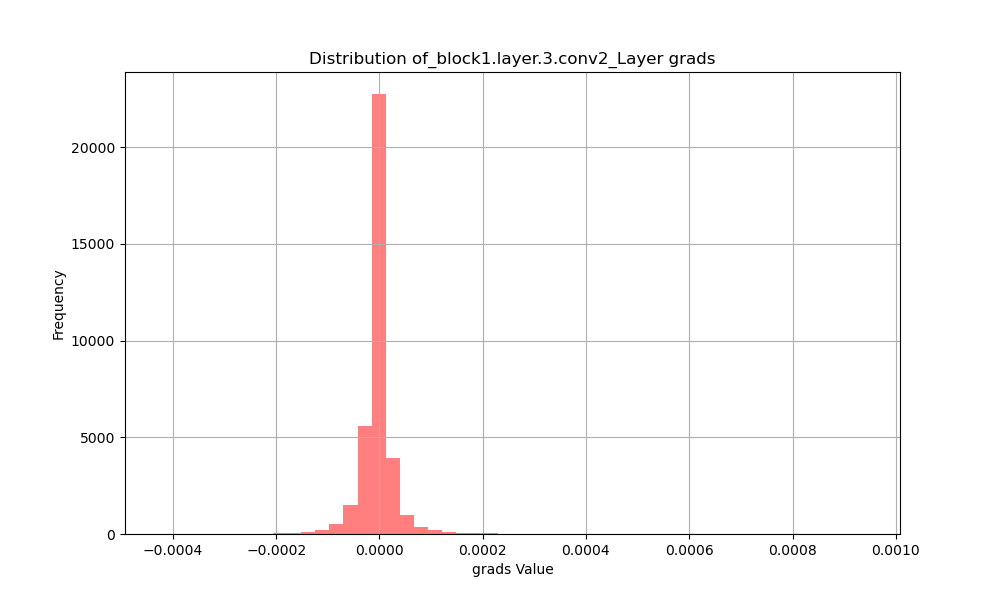 Distribution of_block1.layer.3.conv2_Layer grads
Frequency
20000
15000
10000
5000
0
−0.0004 −0.0002 0.0000 0.0002 0.0004 0.0006 0.0008 0.0010
grads Value